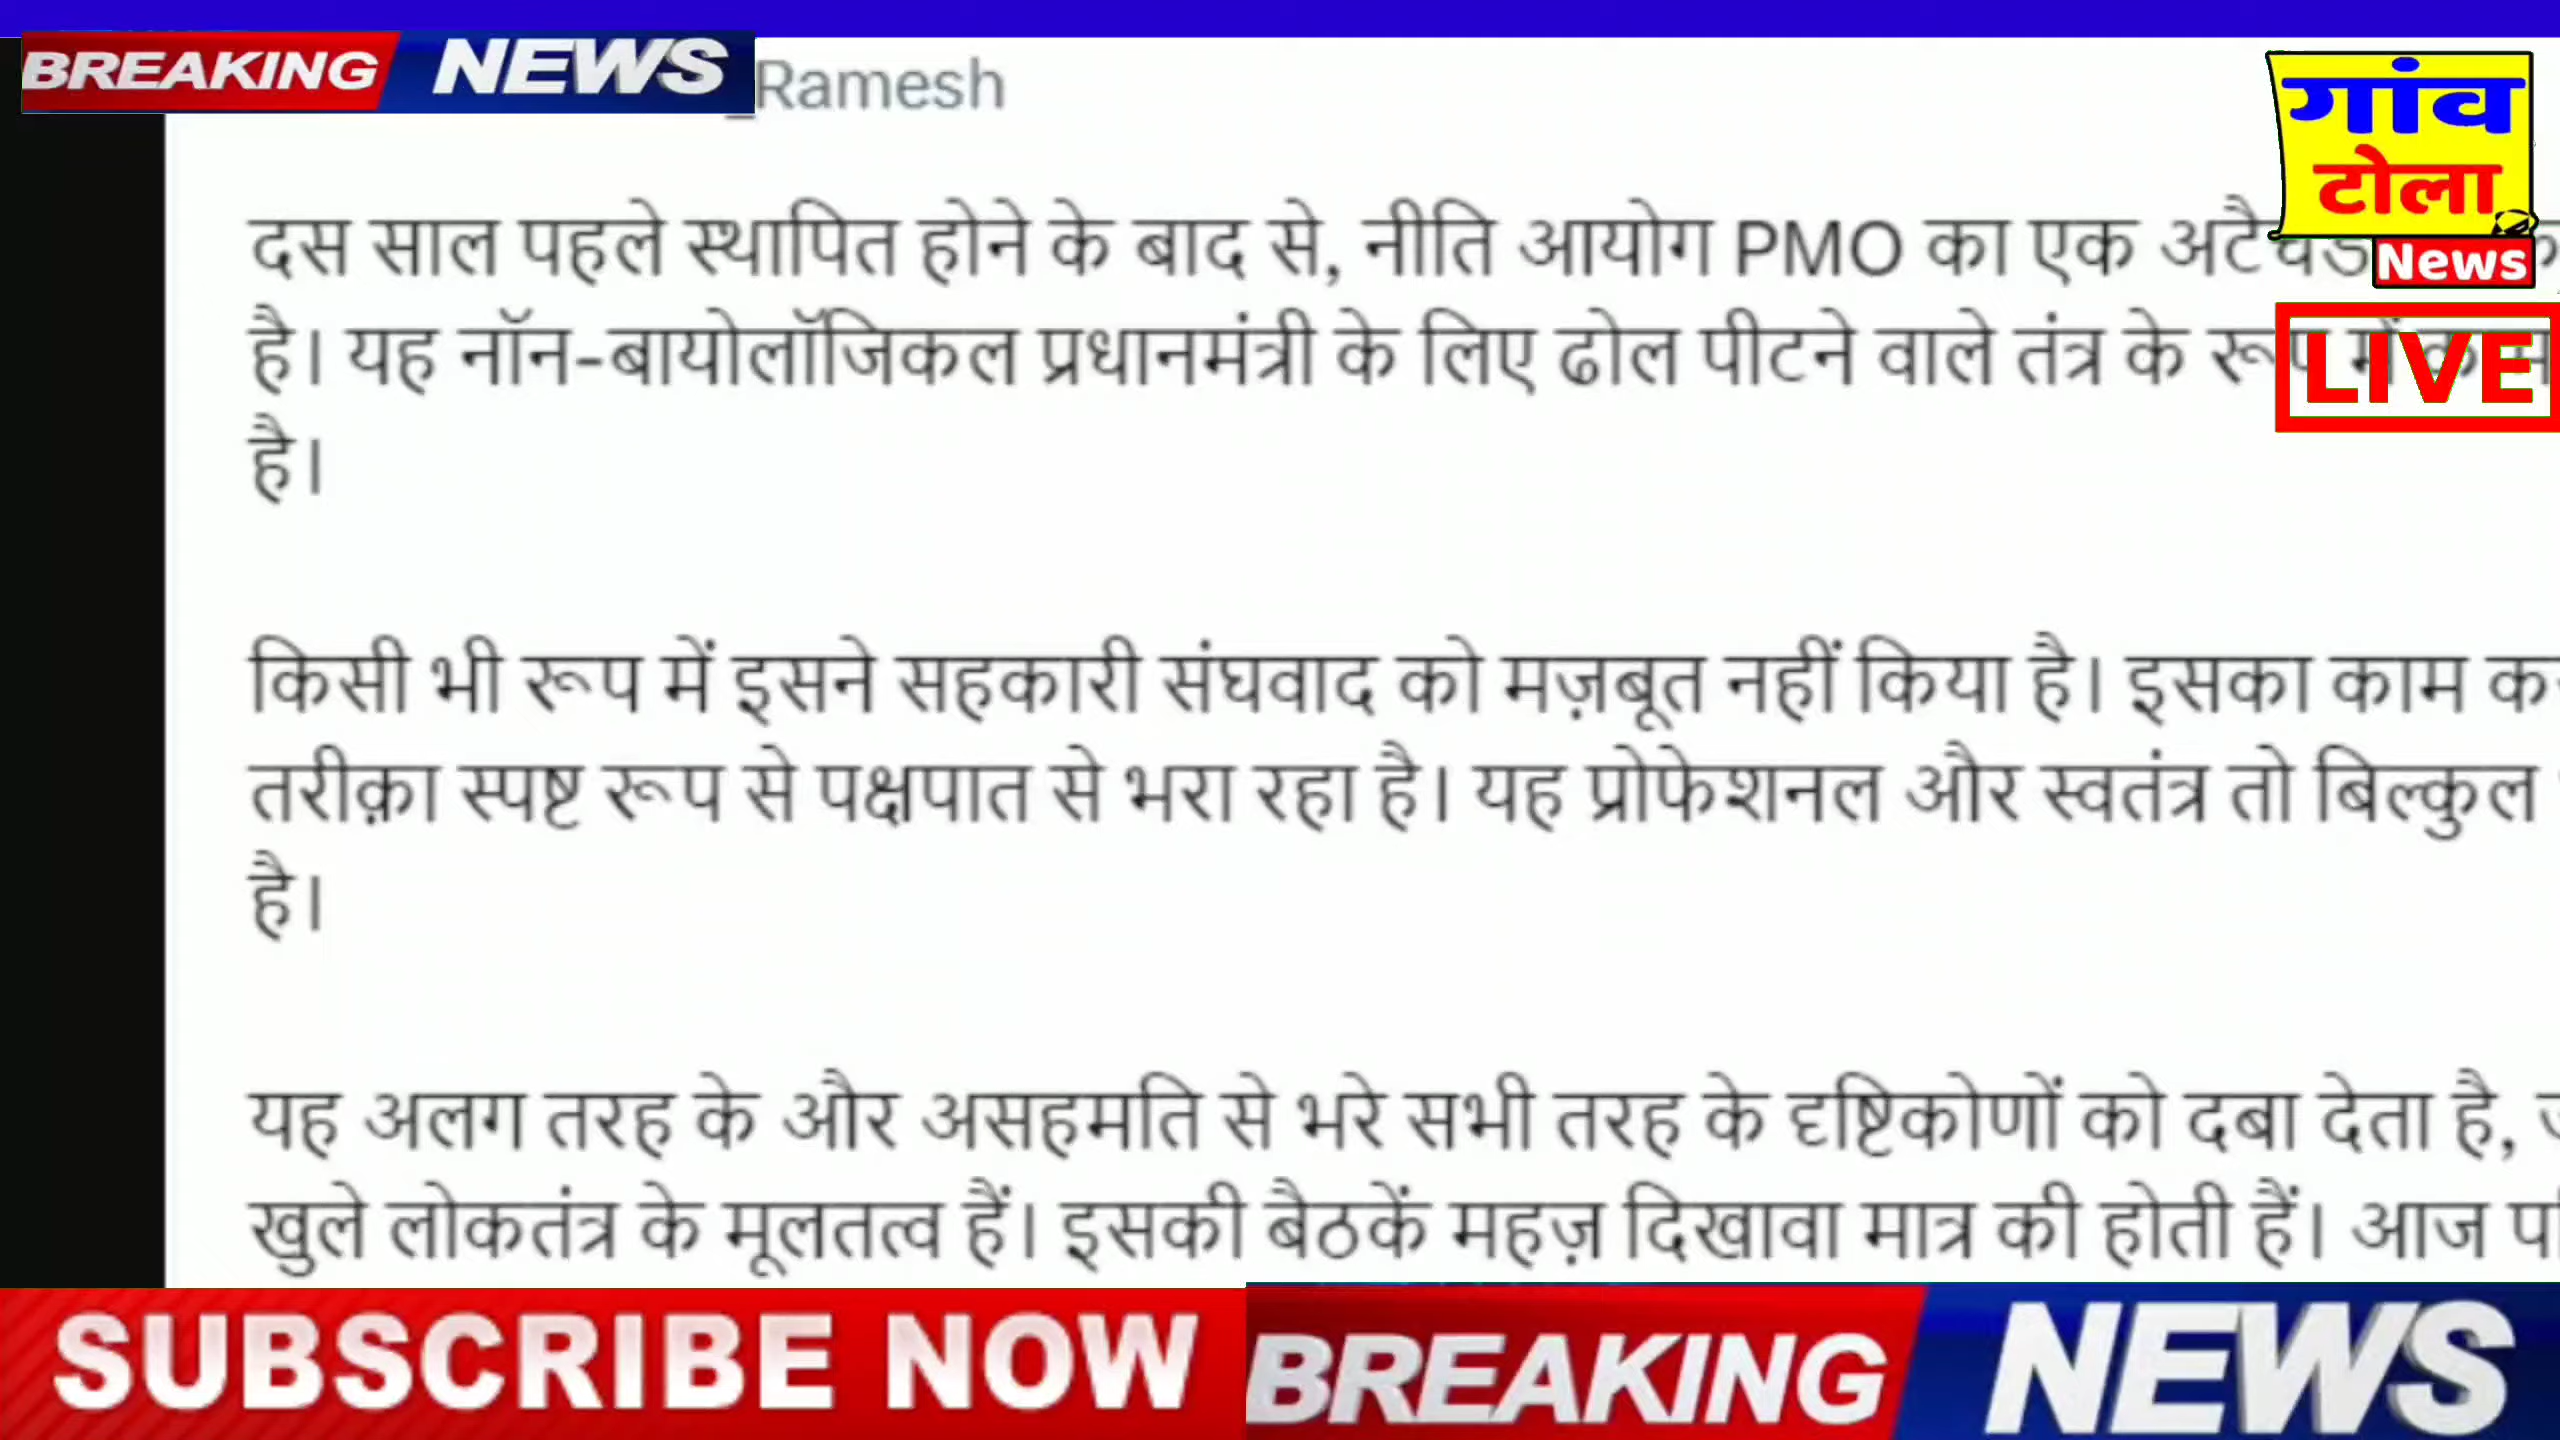 BREAKING NEWS
_Ramesh
गांव
टोला
News
LIVE
दस साल पहले स्थापित होने के बाद से, नीति आयोग PMO का एक
है। यह नॉन-बायोलॉजिकल प्रधानमंत्री के लिए ढोल पीटने वाले तंत्र के रूप में
है।
किसी भी रूप में इसने सहकारी संघवाद को मज़बूत नहीं किया है। इसका काम
तरीक़ा स्पष्ट रूप से पक्षपात से भरा रहा है। यह प्रोफेशनल और स्वतंत्र तो बिल्कुल
है।
यह अलग तरह के और असहमति से भरे सभी तरह के दृष्टिकोणों को दबा देता है,
खुले लोकतंत्र के मूलतत्व हैं। इसकी बैठकें महज़ दिखावा मात्र की होती हैं। आज
SUBSCRIBE NOW
BREAKING NEWS